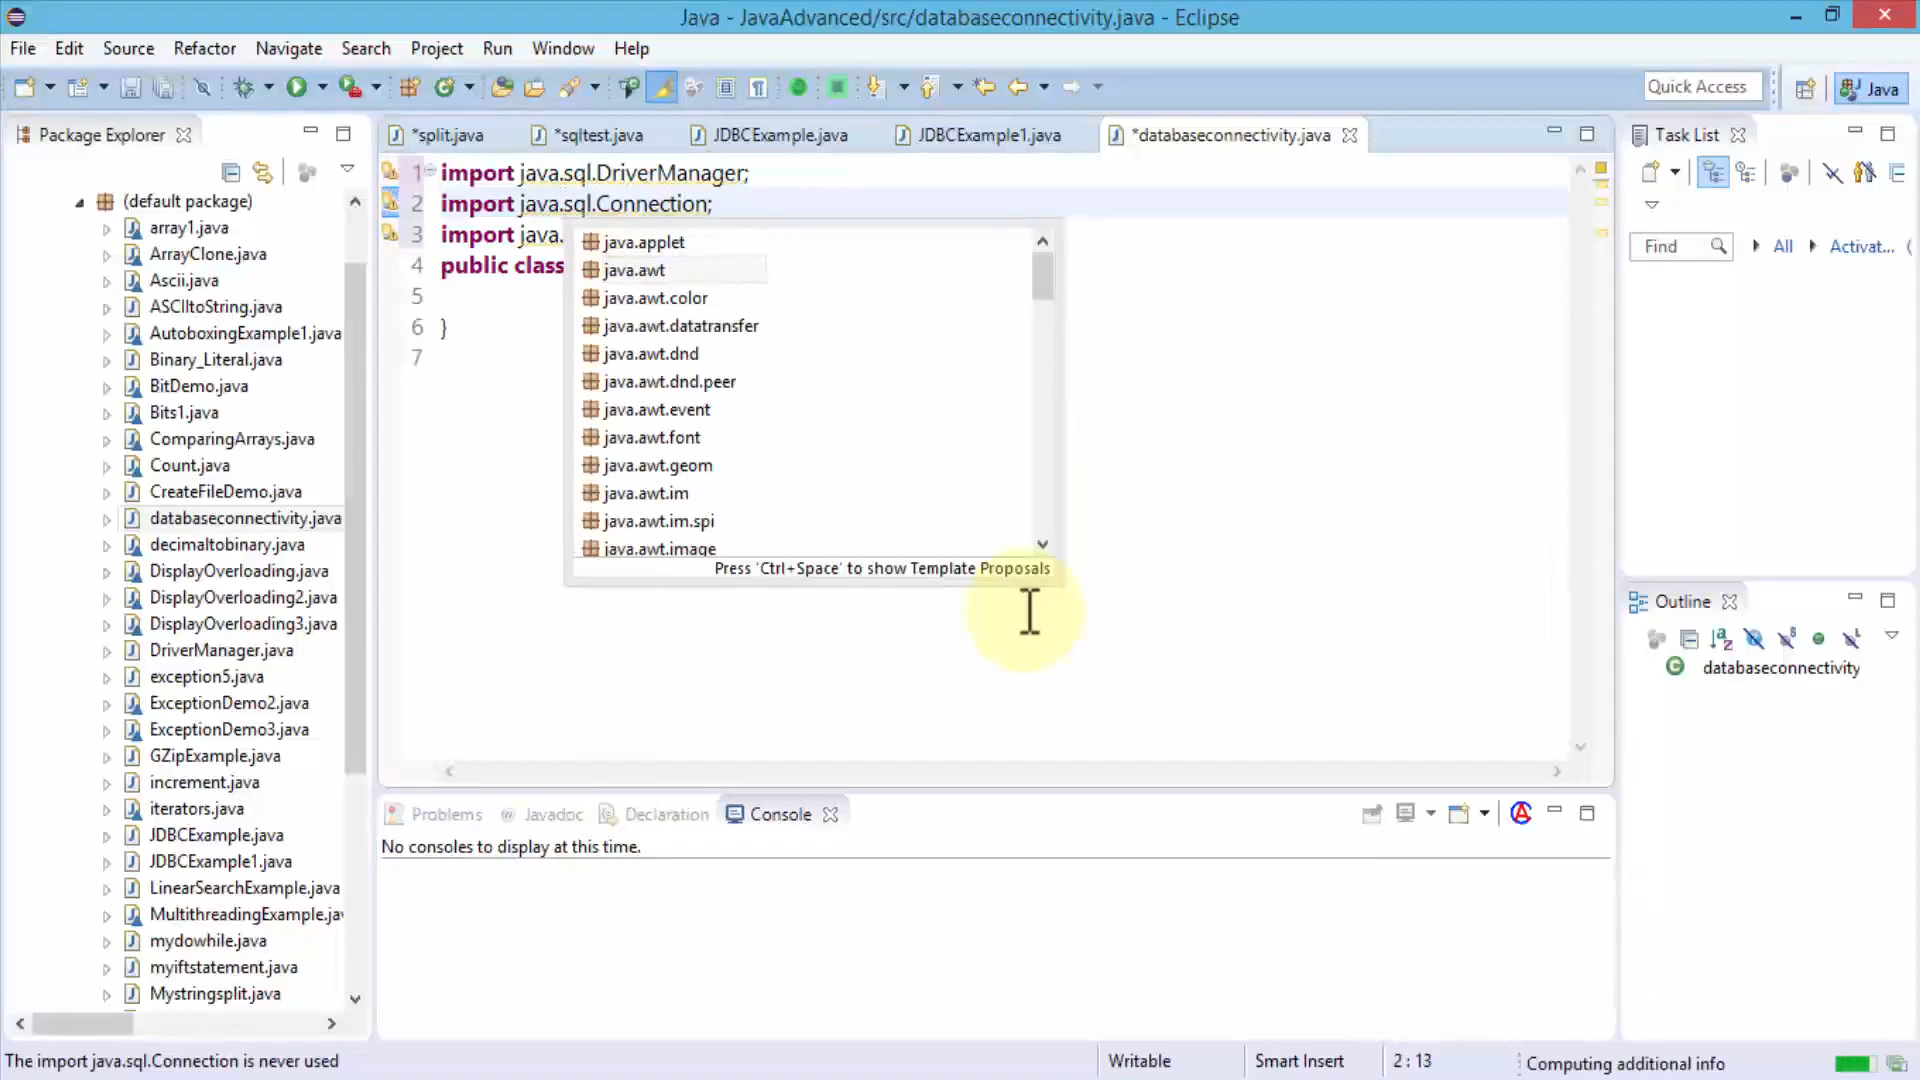 Java - JavaAdvanced/src/databaseconnectivity.java - Eclipse
File Edit Source Refactor Navigate Search Project Run Window Help
Quick Access
Java
Package Explorer
*split.java
*sqltest.java
JDBCExample.java
JDBCExample1.java
*databaseconnectivity.java
Task List
(default package)
array1.java
ArrayClone.java
Ascii.java
ASCIItoString.java
AutoboxingExample1.java
Binary_Literal.java
BitDemo.java
Bits1.java
ComparingArrays.java
Count.java
CreateFileDemo.java
databaseconnectivity.java
decimaltobinary.java
DisplayOverloading.java
DisplayOverloading2.java
DisplayOverloading3.java
DriverManager.java
exception5.java
ExceptionDemo2.java
ExceptionDemo3.java
GZipExample.java
increment.java
iterators.java
JDBCExample.java
JDBCExample1.java
LinearSearchExample.java
MultithreadingExample.jav
mydowhile.java
myiftstatement.java
Mystringsplit.java
1 import java.sql.DriverManager;
2 import java.sql.Connection;
3 import java.
4 public class
5
6 }
7
java.applet
java.awt
java.awt.color
java.awt.datatransfer
java.awt.dnd
java.awt.dnd.peer
java.awt.event
java.awt.font
java.awt.geom
java.awt.im
java.awt.im.spi
java.awt.image
Press 'Ctrl+Space' to show Template Proposals
Find All Activat...
Outline
databaseconnectivity
Problems Javadoc Declaration Console
No consoles to display at this time.
The import java.sql.Connection is never used
Writable
Smart Insert
2 : 13
Computing additional info